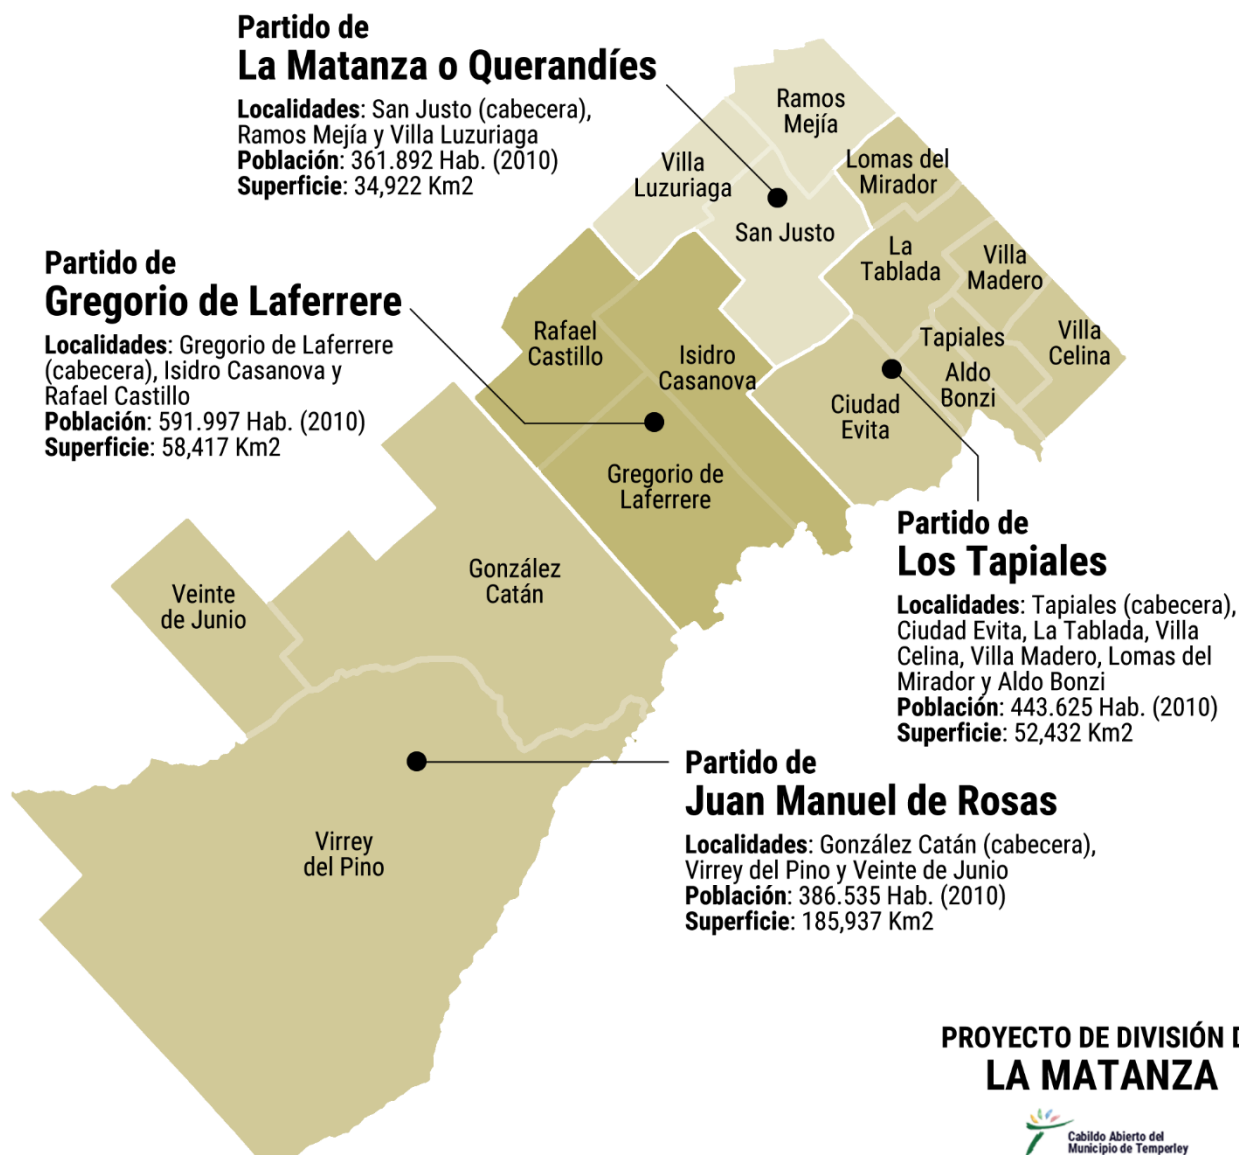 Partido de
La Matanza o Querandíes
Localidades: San Justo (cabecera),
Ramos Mejía y Villa Luzuriaga
Población: 361.892 Hab. (2010)
Superficie: 34,922 Km2
Ramos
Mejía
Lomas del
Mirador
Villa
Luzuriaga
San Justo
La
Tablada
Villa
Madero
Partido de
Gregorio de Laferrere
Localidades: Gregorio de Laferrere
(cabecera), Isidro Casanova y
Rafael Castillo
Población: 591.997 Hab. (2010)
Superficie: 58,417 Km2
Rafael
Castillo
Isidro
Casanova
Tapiales
Villa
Celina
Aldo
Bonzi
Ciudad
Evita
Gregorio de
Laferrere
González
Catán
Veinte
de Junio
Partido de
Los Tapiales
Localidades: Tapiales (cabecera),
Ciudad Evita, La Tablada, Villa
Celina, Villa Madero, Lomas del
Mirador y Aldo Bonzi
Población: 443.625 Hab. (2010)
Superficie: 52,432 Km2
Partido de
Juan Manuel de Rosas
Localidades: González Catán (cabecera),
Virrey del Pino y Veinte de Junio
Población: 386.535 Hab. (2010)
Superficie: 185,937 Km2
Virrey
del Pino
PROYECTO DE DIVISIÓN D
LA MATANZA
Cabildo Abierto del
Municipio de Temperley